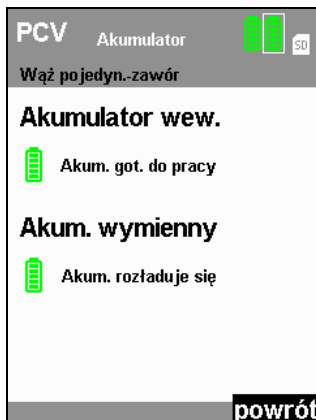 PCV Akumulator SD
Wąż pojedyn.-zawór
Akumulator wew.
Akum. got. do pracy
Akum. wymienny
Akum. rozładuje się
powrót